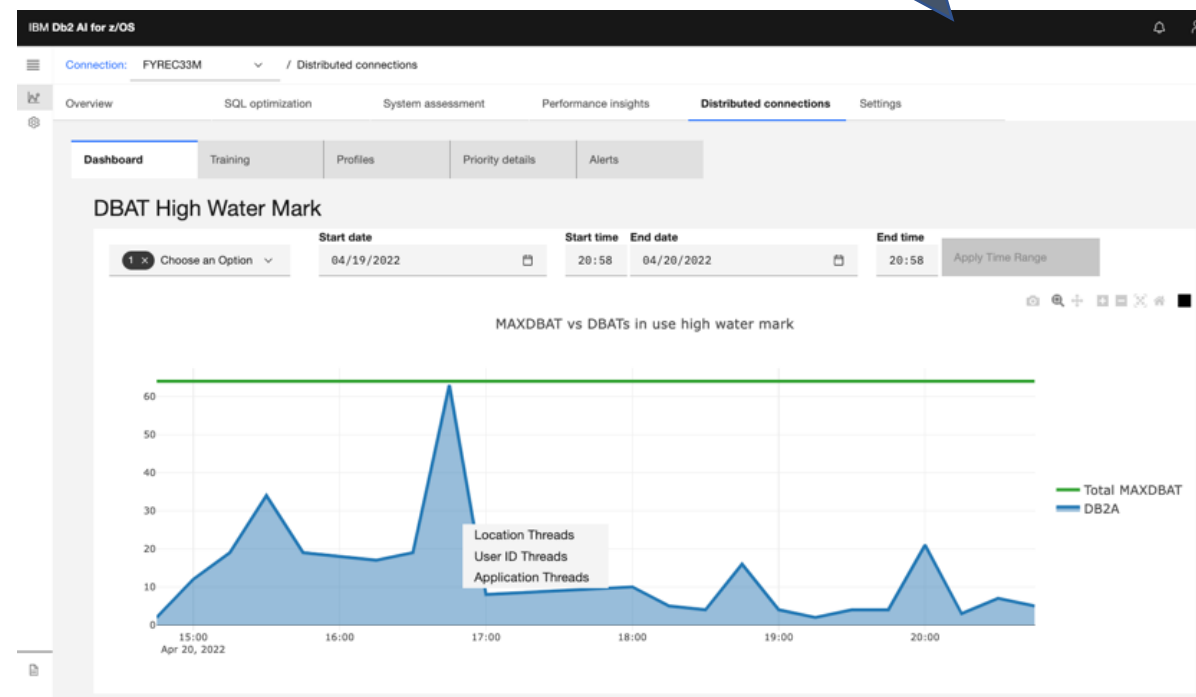 IBM Db2 AI for z/OS
Connection: FYREC33M / Distributed connections
Overview SQL optimization System assessment Performance insights Distributed connections Settings
Dashboard Training Profiles Priority details Alerts
DBAT High Water Mark
Start date Start time End date End time
1 × Choose an Option 04/19/2022 20:58 04/20/2022 20:58 Apply Time Range
MAXDBAT vs DBATs in use high water mark
60
50
40
30
20
10
0
Total MAXDBAT
DB2A
Location Threads
User ID Threads
Application Threads
15:00 16:00 17:00 18:00 19:00 20:00
Apr 20, 2022